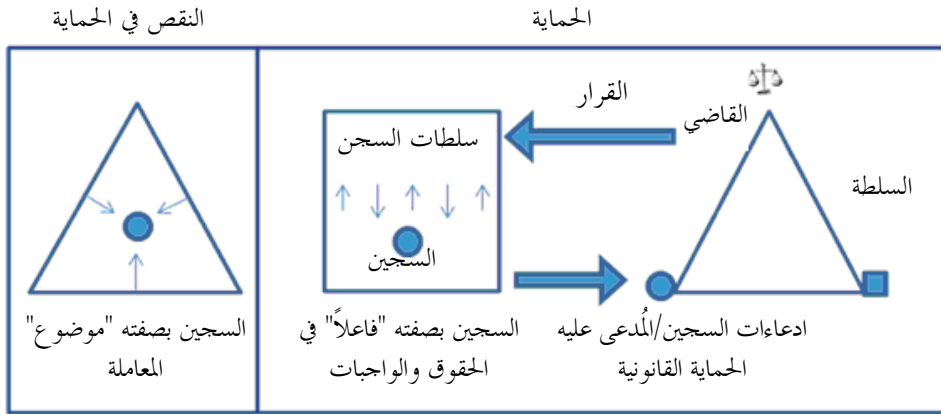 الحماية
النقص في الحماية
القرار
القاضي
سلطات السجن
السلطة
السجين
ادعاءات السجين/المُدعى عليه
الحماية القانونية
السجين بصفته "فاعلاً" في
الحقوق والواجبات
السجين بصفته "موضوع"
المعاملة